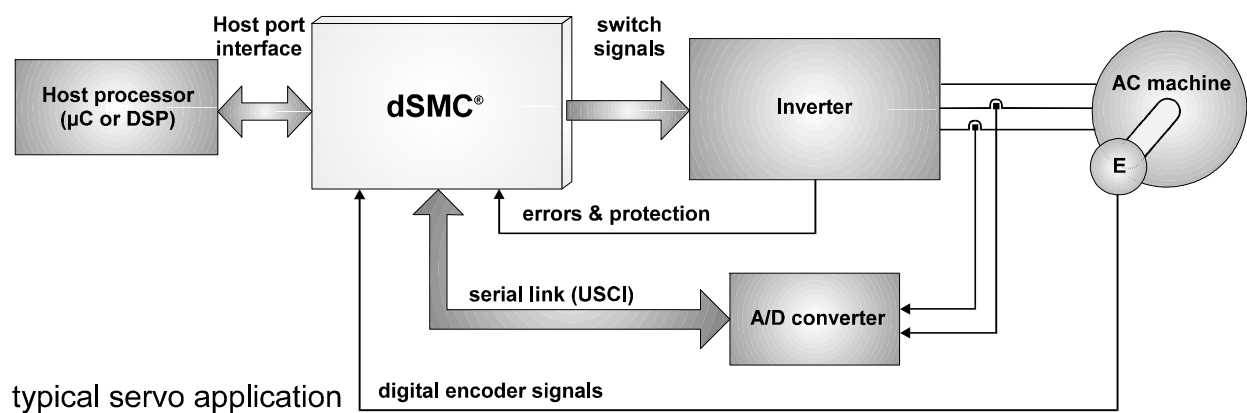 Host port
interface
switch
signals
Host processor
(µC or DSP)
dSMC®
Inverter
AC machine
E
errors & protection
serial link (USCI)
A/D converter
digital encoder signals
typical servo application